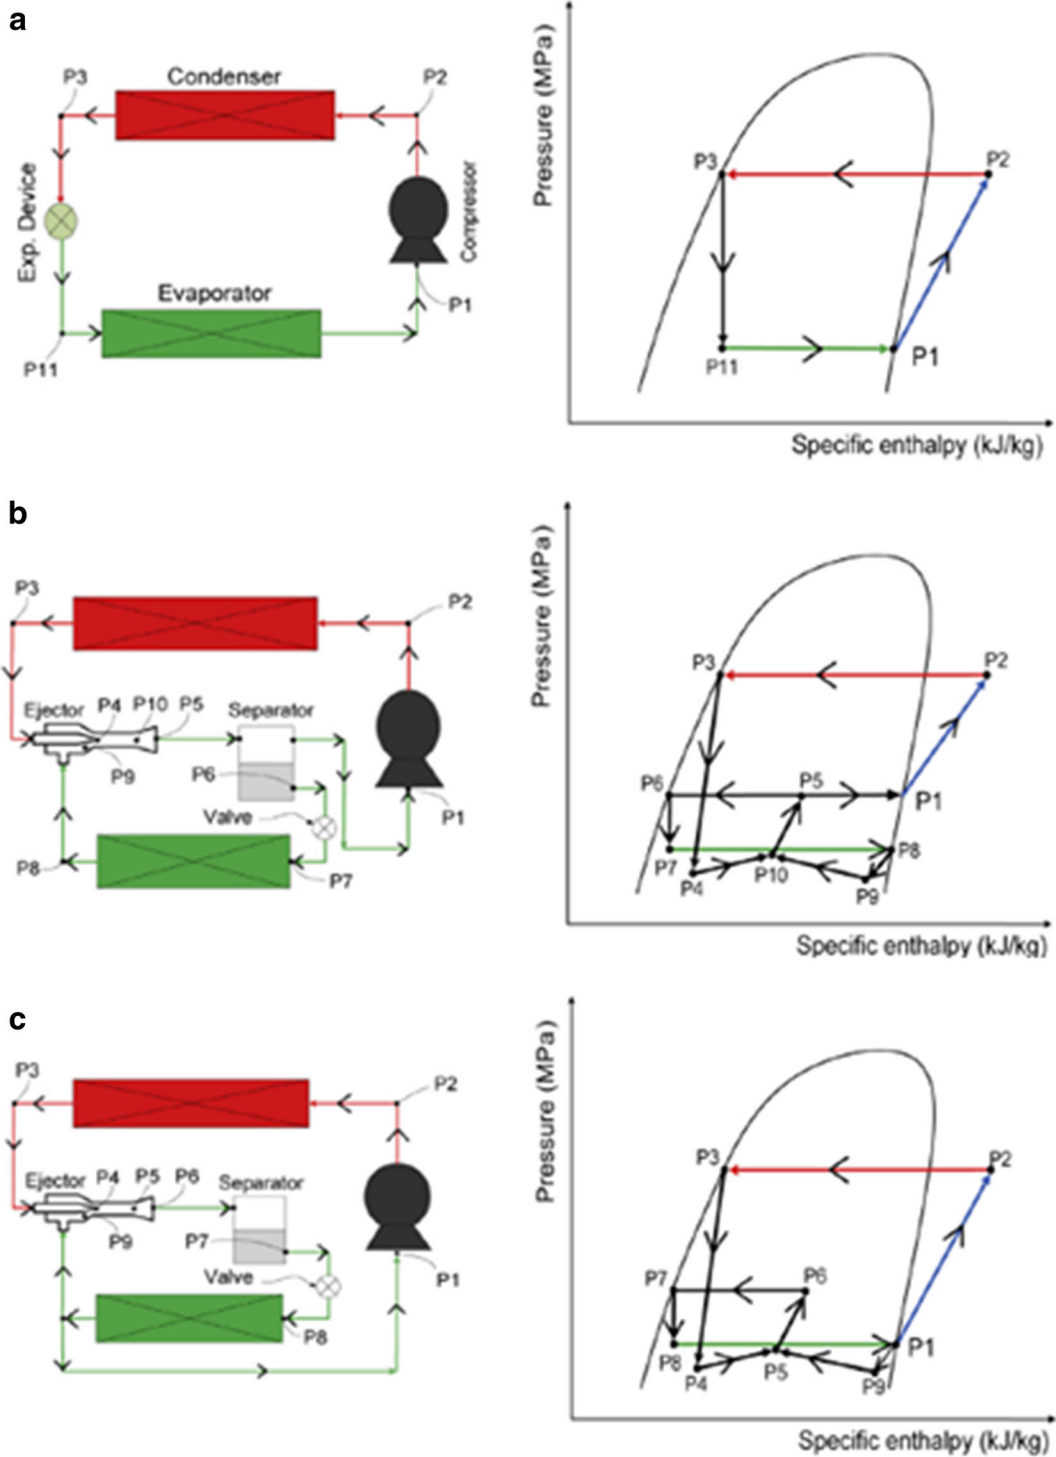 a
P3
Condenser
P2
Exp. Device
Compressor
Evaporator
P1
P11
Pressure (MPa)
P3
P2
P11
P1
Specific enthalpy (kJ/kg)
b
P3
P2
Ejector
P4
P10
P5
Separator
P9
P6
Valve
P1
P8
P7
Pressure (MPa)
P3
P2
P6
P5
P1
P7
P4
P10
P9
P8
Specific enthalpy (kJ/kg)
c
P3
P2
Ejector
P4
P5
P6
Separator
P9
P7
Valve
P1
P8
Pressure (MPa)
P3
P2
P7
P6
P1
P8
P4
P5
P9
Specific enthalpy (kJ/kg)